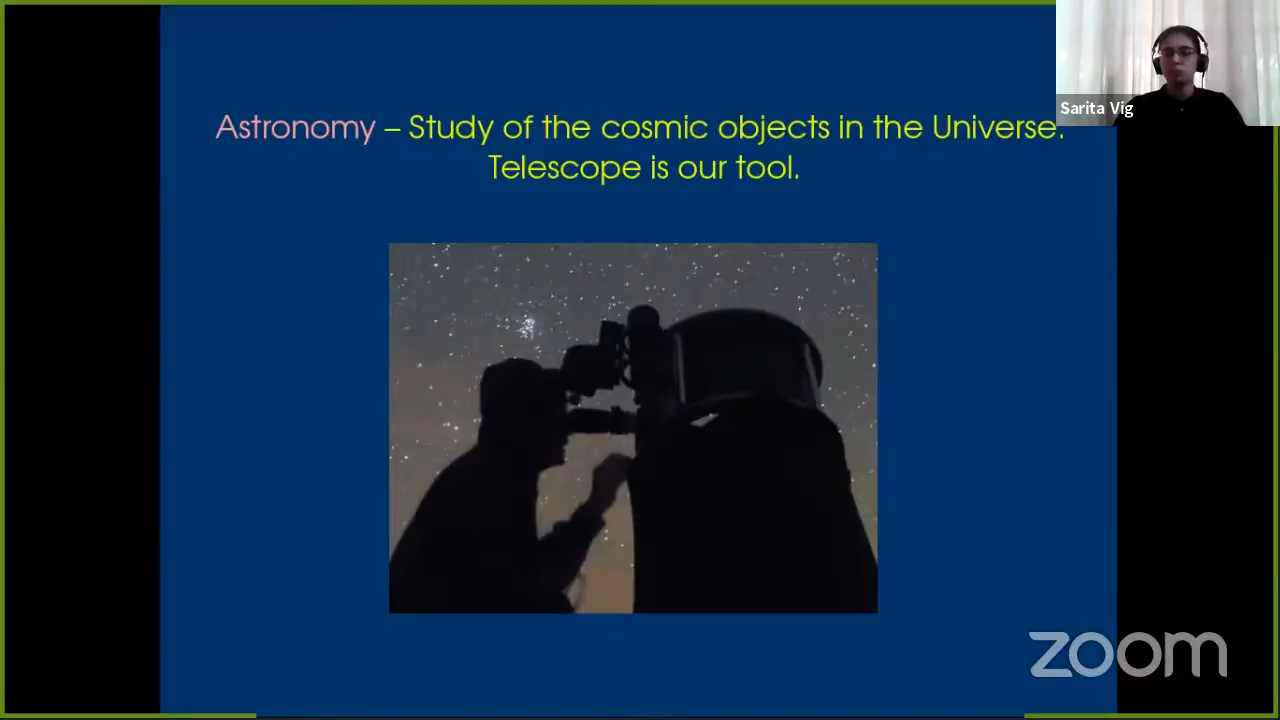 Astronomy – Study of the cosmic objects in the Universe.
Telescope is our tool.
Sarita Vig
zoom